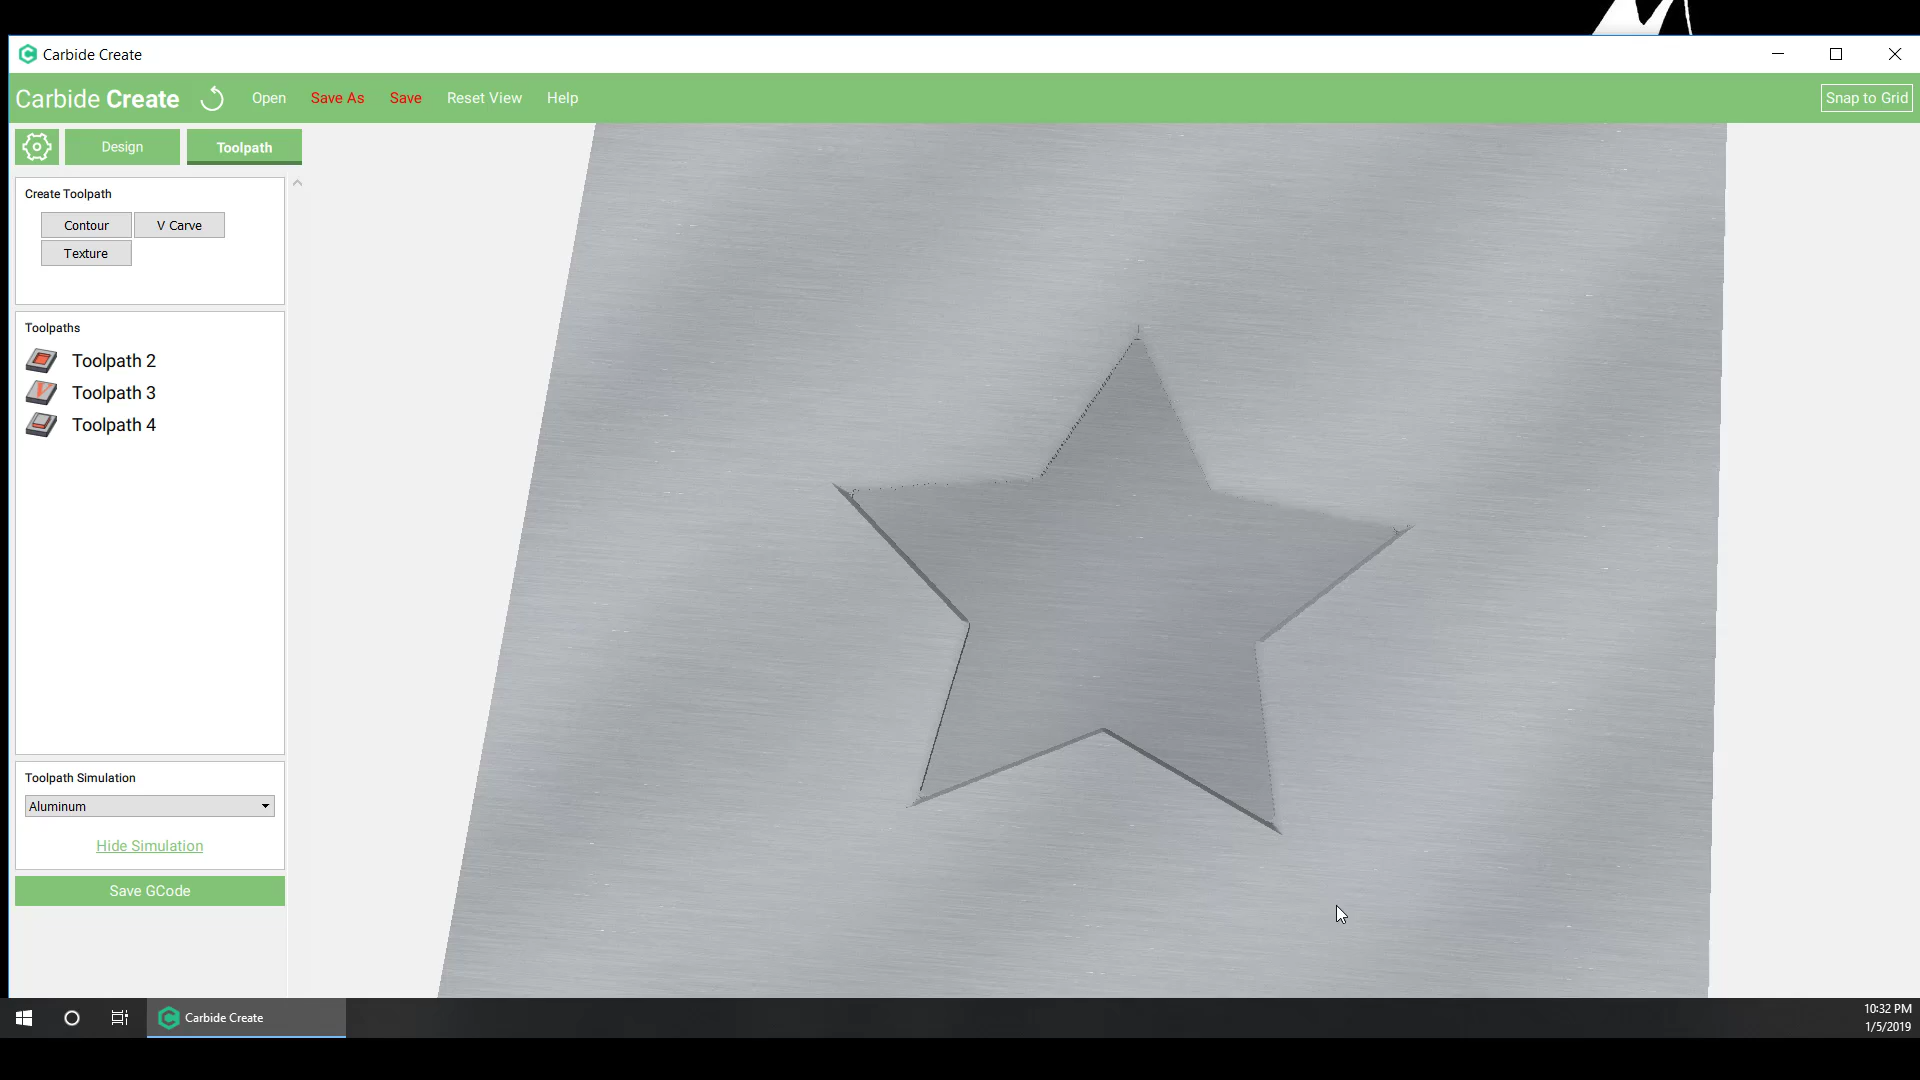 Carbide Create
Carbide Create
Open
Save As
Save
Reset View
Help
Snap to Grid
Design
Toolpath
Create Toolpath
Contour
V Carve
Texture
Toolpaths
Toolpath 2
Toolpath 3
Toolpath 4
Toolpath Simulation
Aluminum
Hide Simulation
Save GCode
Carbide Create
10:32 PM
1/5/2019